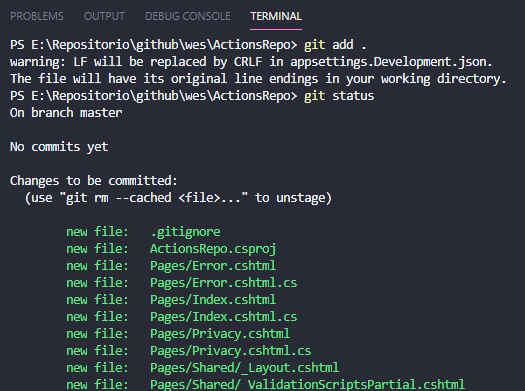 PROBLEMS OUTPUT DEBUG CONSOLE TERMINAL
PS E:\Repositorio\github\wes\ActionsRepo> git add .
warning: LF will be replaced by CRLF in appsettings.Development.json.
The file will have its original line endings in your working directory.
PS E:\Repositorio\github\wes\ActionsRepo> git status
On branch master
No commits yet
Changes to be committed:
(use "git rm --cached <file>..." to unstage)
new file: .gitignore
new file: ActionsRepo.csproj
new file: Pages/Error.cshtml
new file: Pages/Error.cshtml.cs
new file: Pages/Index.cshtml
new file: Pages/Index.cshtml.cs
new file: Pages/Privacy.cshtml
new file: Pages/Privacy.cshtml.cs
new file: Pages/Shared/_Layout.cshtml
new file: Pages/Shared/_ValidationScriptsPartial.cshtml